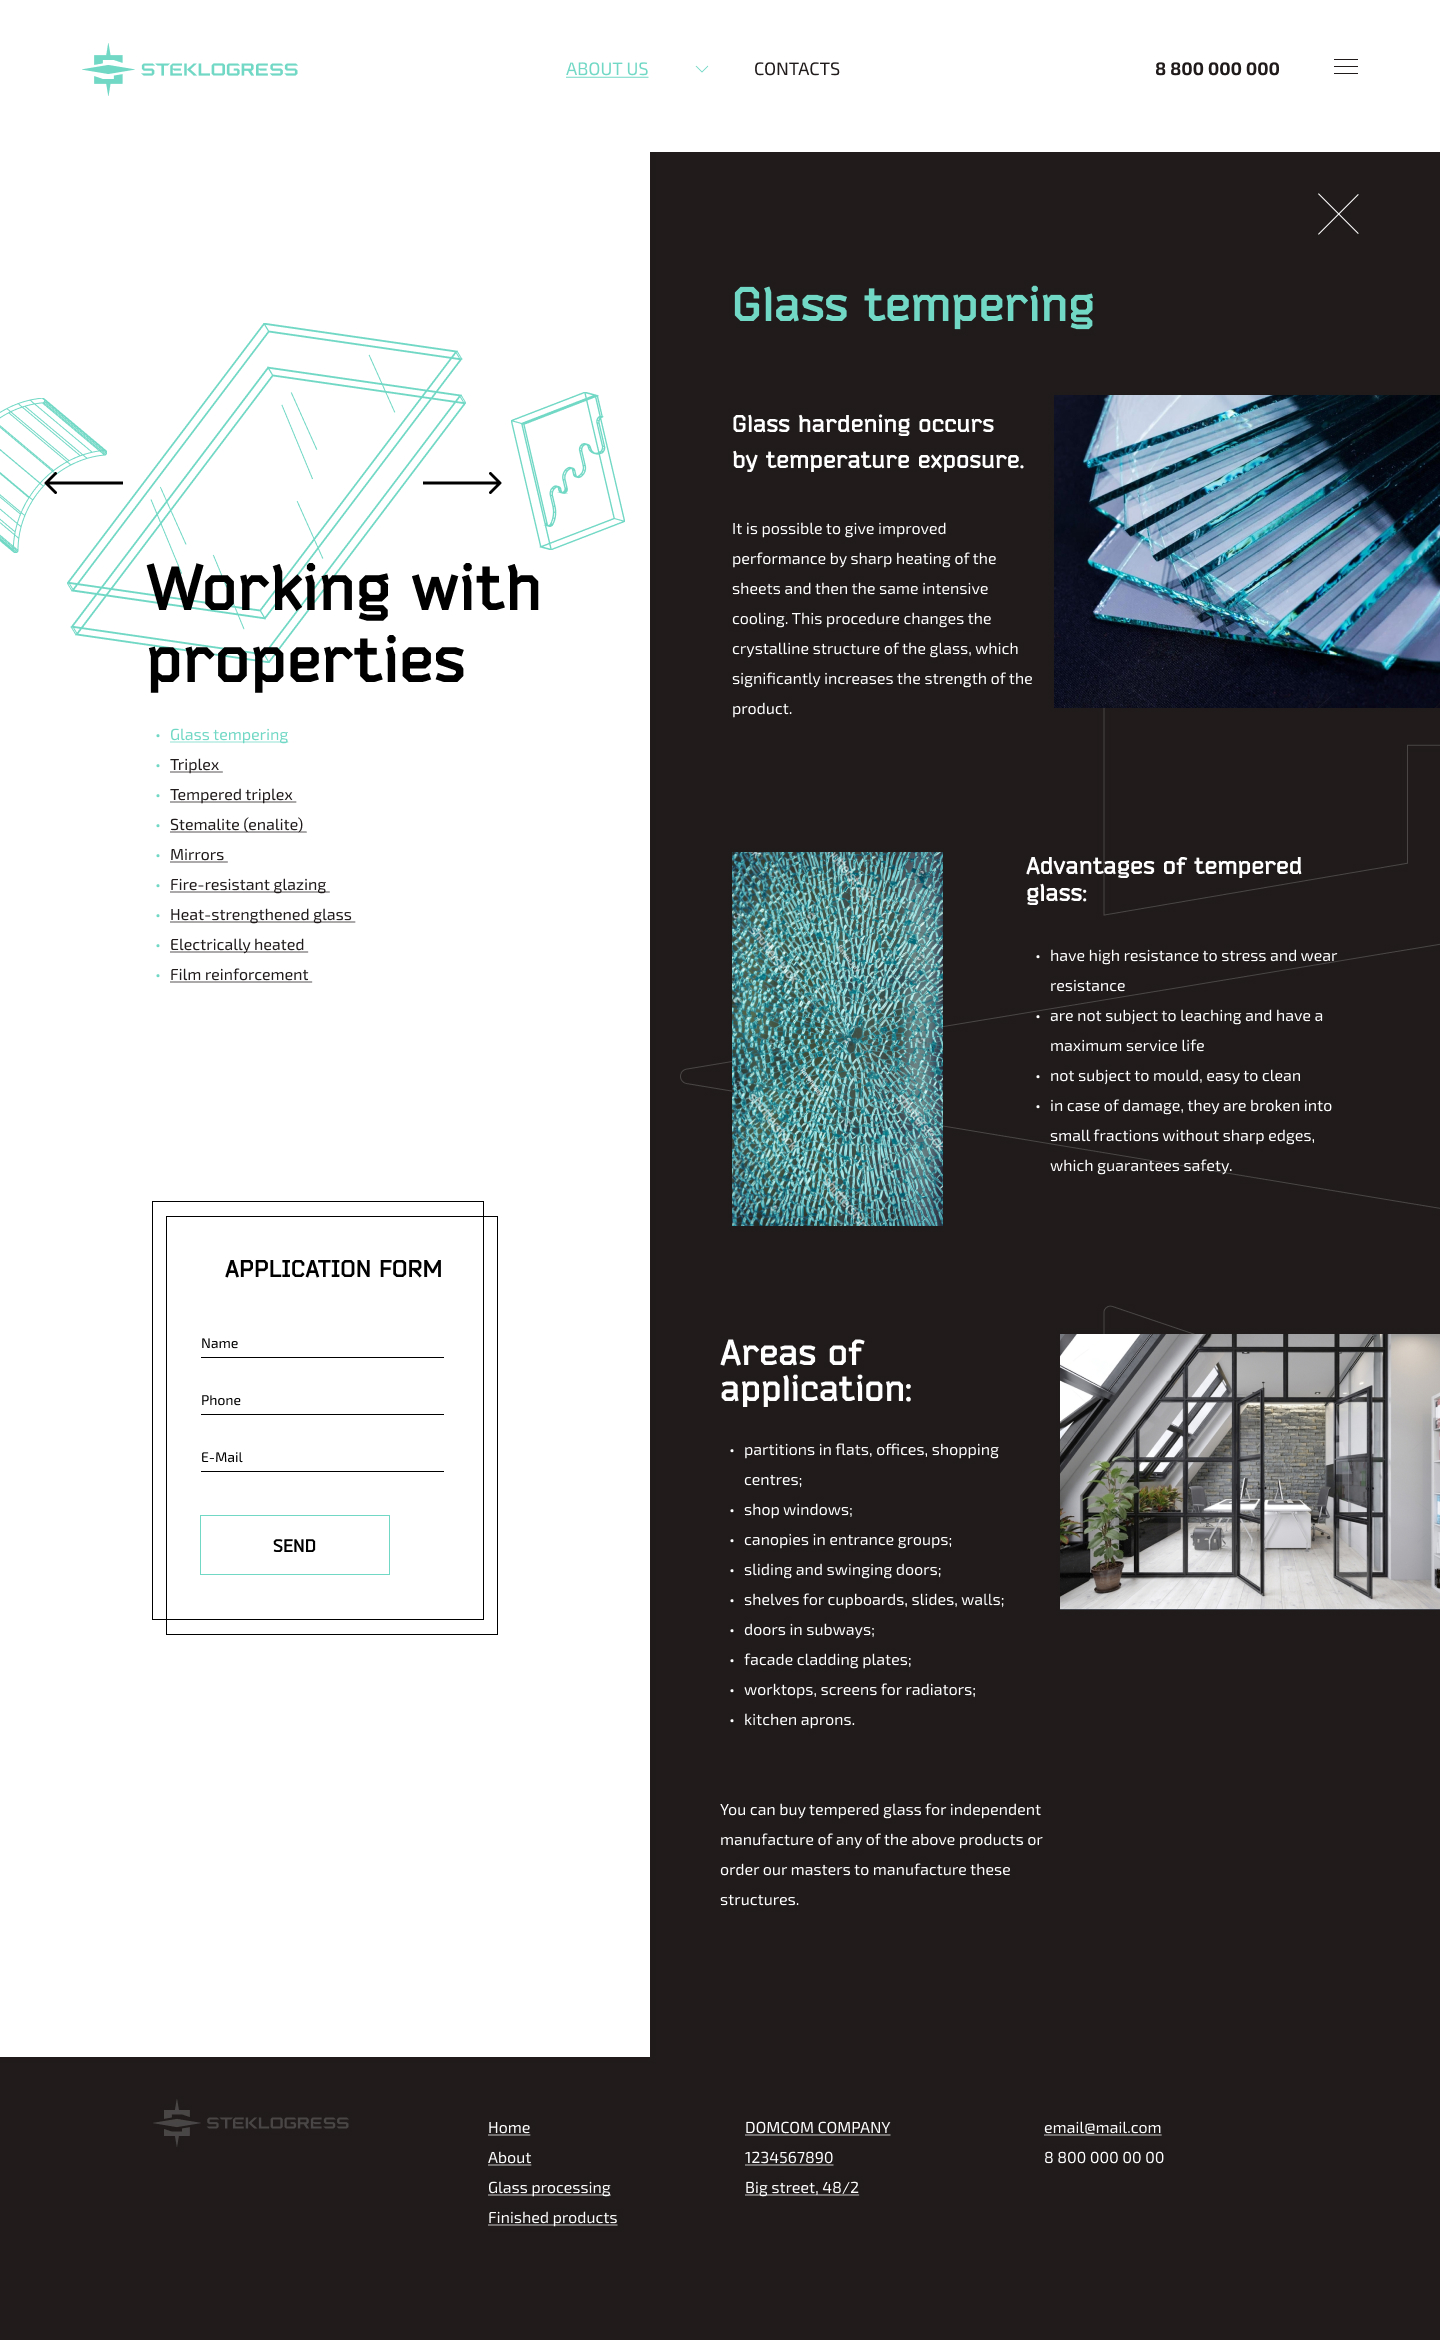 STEKLOGRESS
ABOUT US
CONTACTS
8 800 000 000
Working with
properties
Glass tempering
Triplex
Tempered triplex
Stemalite (enalite)
Mirrors
Fire-resistant glazing
Heat-strengthened glass
Electrically heated
Film reinforcement
APPLICATION FORM
Name
Phone
E-Mail
SEND
Glass tempering
Glass hardening occurs
by temperature exposure.
It is possible to give improved
performance by sharp heating of the
sheets and then the same intensive
cooling. This procedure changes the
crystalline structure of the glass, which
significantly increases the strength of the
product.
Advantages of tempered
glass:
• have high resistance to stress and wear
resistance
• are not subject to leaching and have a
maximum service life
• not subject to mould, easy to clean
• in case of damage, they are broken into
small fractions without sharp edges,
which guarantees safety.
Areas of
application:
• partitions in flats, offices, shopping
centres;
• shop windows;
• canopies in entrance groups;
• sliding and swinging doors;
• shelves for cupboards, slides, walls;
• doors in subways;
• facade cladding plates;
• worktops, screens for radiators;
• kitchen aprons.
You can buy tempered glass for independent
manufacture of any of the above products or
order our masters to manufacture these
structures.
STEKLOGRESS
Home
About
Glass processing
Finished products
DOMCOM COMPANY
1234567890
Big street, 48/2
email@mail.com
8 800 000 00 00